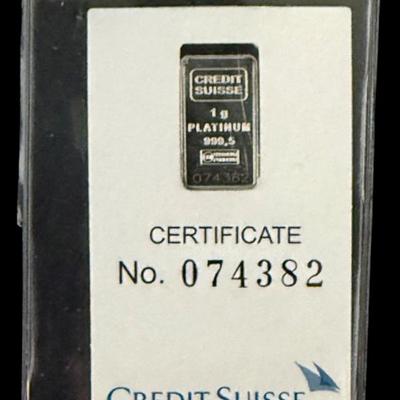 CREDIT
SUISSE
1 g
PLATINUM
999,5
074382
CERTIFICATE
No. 074382
CREDIT SUISSE